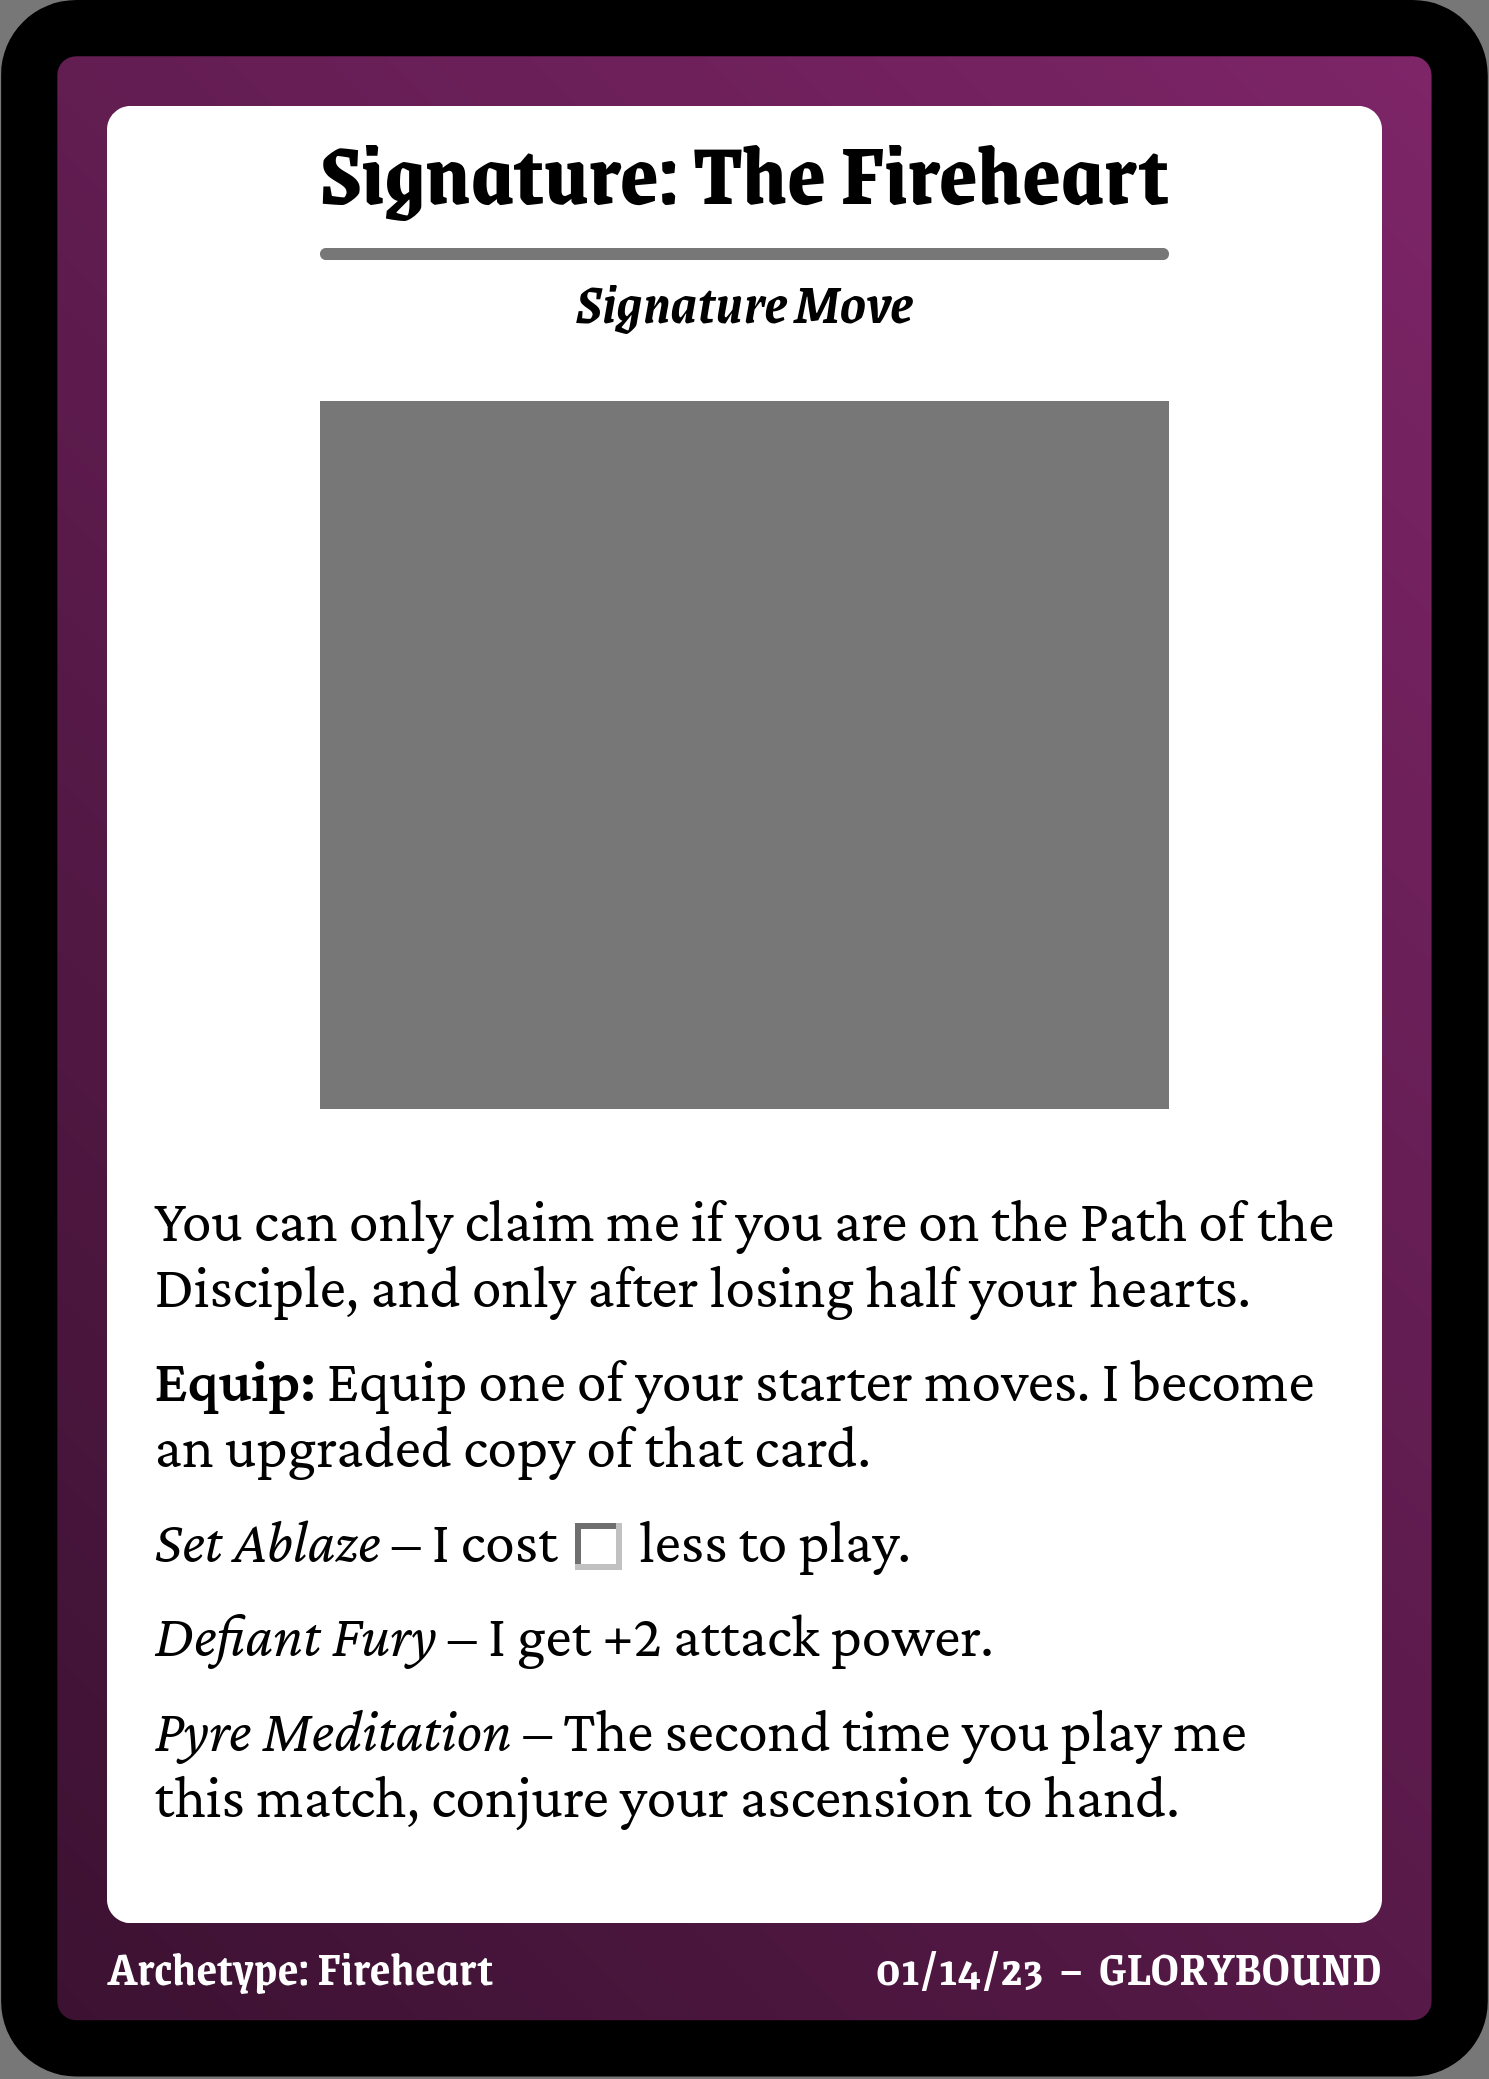 Signature: The Fireheart
Signature Move
You can only claim me if you are on the Path of the
Disciple, and only after losing half your hearts.
Equip: Equip one of your starter moves. I become
an upgraded copy of that card.
Set Ablaze – I cost less to play.
Defiant Fury – I get +2 attack power.
Pyre Meditation – The second time you play me
this match, conjure your ascension to hand.
Archetype: Fireheart
01/14/23 – GLORYBOUND